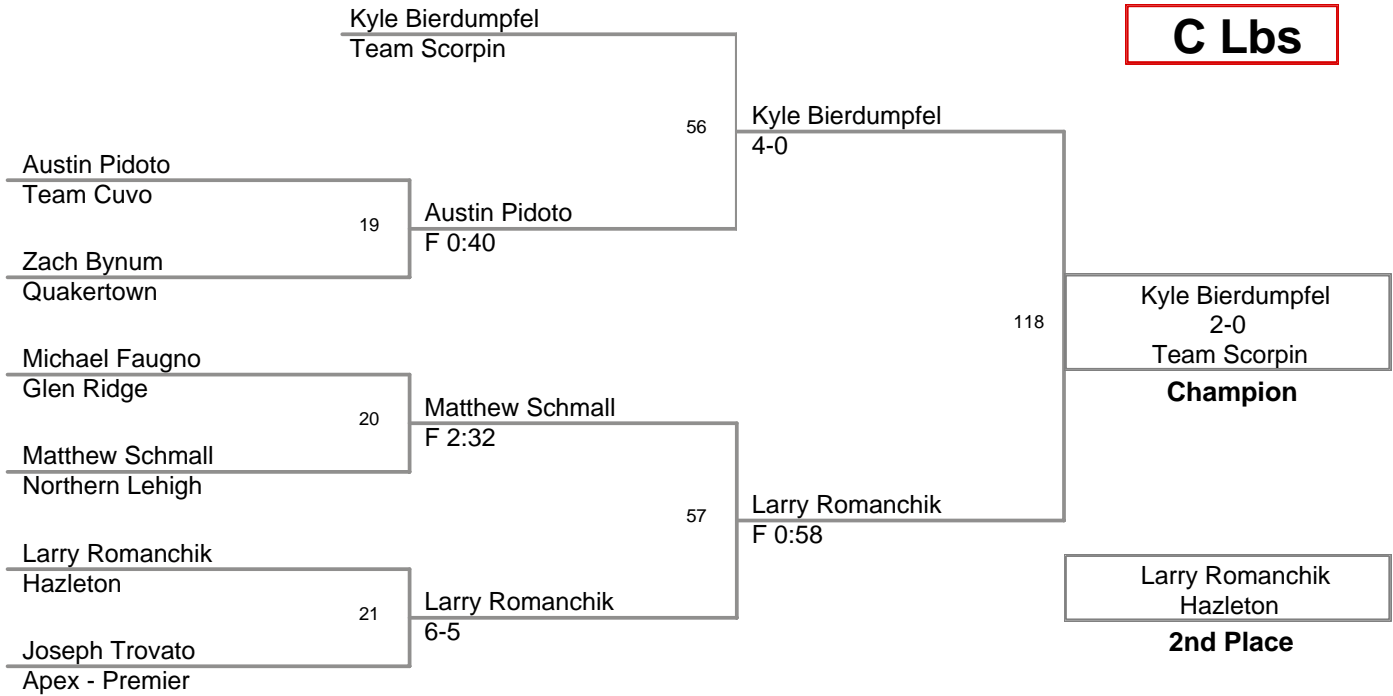 Kyle Bierdumpfel
Team Scorpin
C Lbs
56
Kyle Bierdumpfel
4-0
Austin Pidoto
Team Cuvo
19
Austin Pidoto
F 0:40
Zach Bynum
Quakertown
118
Kyle Bierdumpfel
2-0
Team Scorpin
Champion
Michael Faugno
Glen Ridge
20
Matthew Schmall
F 2:32
Matthew Schmall
Northern Lehigh
57
Larry Romanchik
F 0:58
Larry Romanchik
Hazleton
21
Larry Romanchik
6-5
Joseph Trovato
Apex - Premier
Larry Romanchik
Hazleton
2nd Place